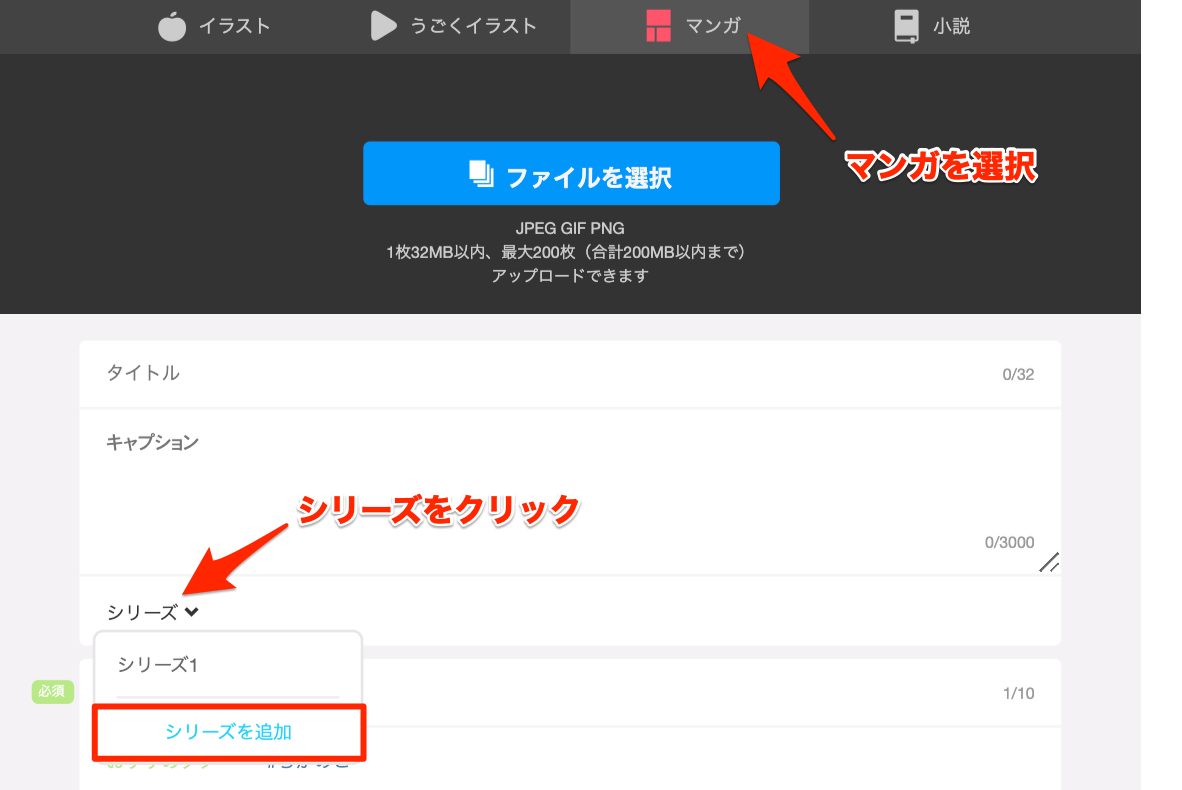 イラスト
うごくイラスト
マンガ
小説
マンガを選択
ファイルを選択
JPEG GIF PNG
1枚32MB以内、最大200枚（合計200MB以内まで）
アップロードできます
タイトル
0/32
キャプション
シリーズをクリック
0/3000
シリーズ
シリーズ1
必須
1/10
シリーズを追加